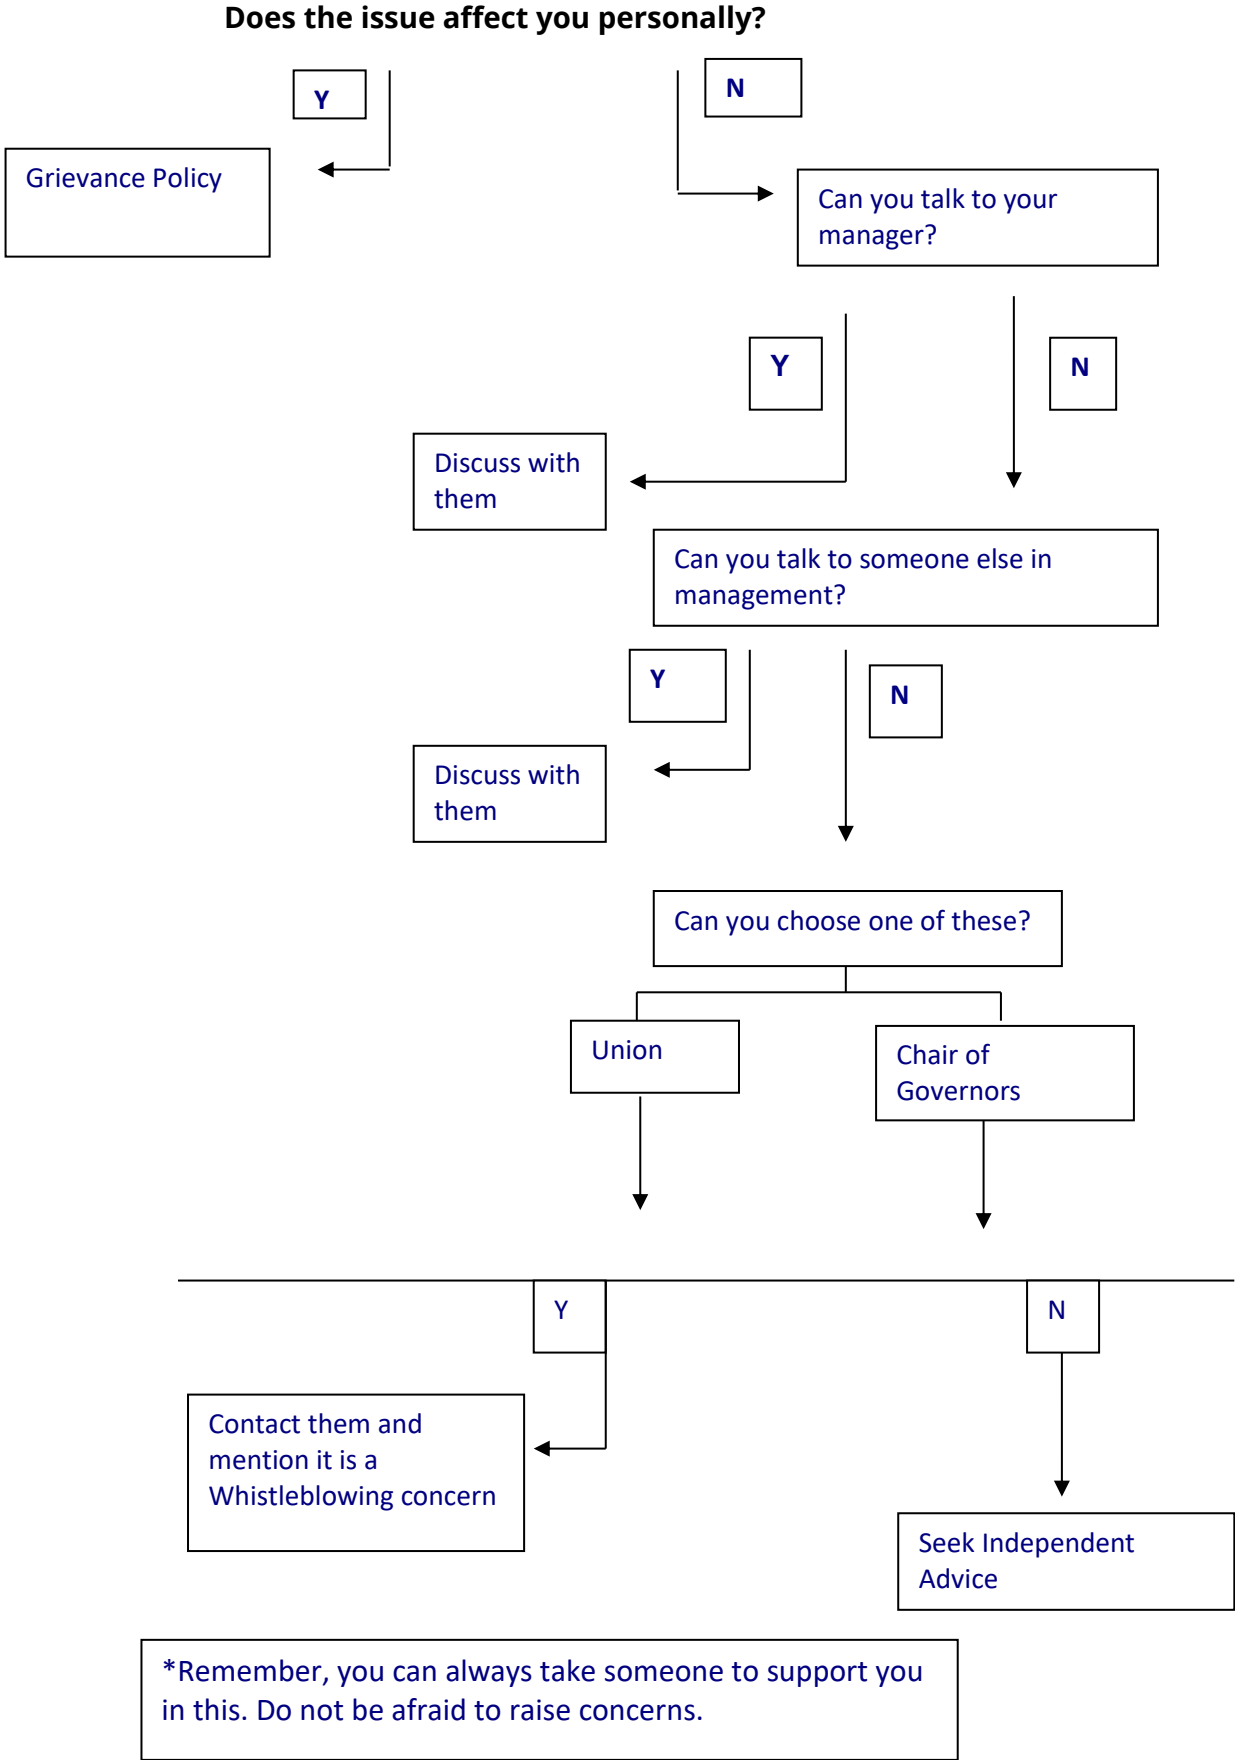 Does the issue affect you personally?
Y
N
Grievance Policy
Can you talk to your
manager?
Y
N
Discuss with
them
Can you talk to someone else in
management?
Y
N
Discuss with
them
Can you choose one of these?
Union
Chair of
Governors
Y
N
Contact them and
mention it is a
Whistleblowing concern
Seek Independent
Advice
*Remember, you can always take someone to support you
in this. Do not be afraid to raise concerns.